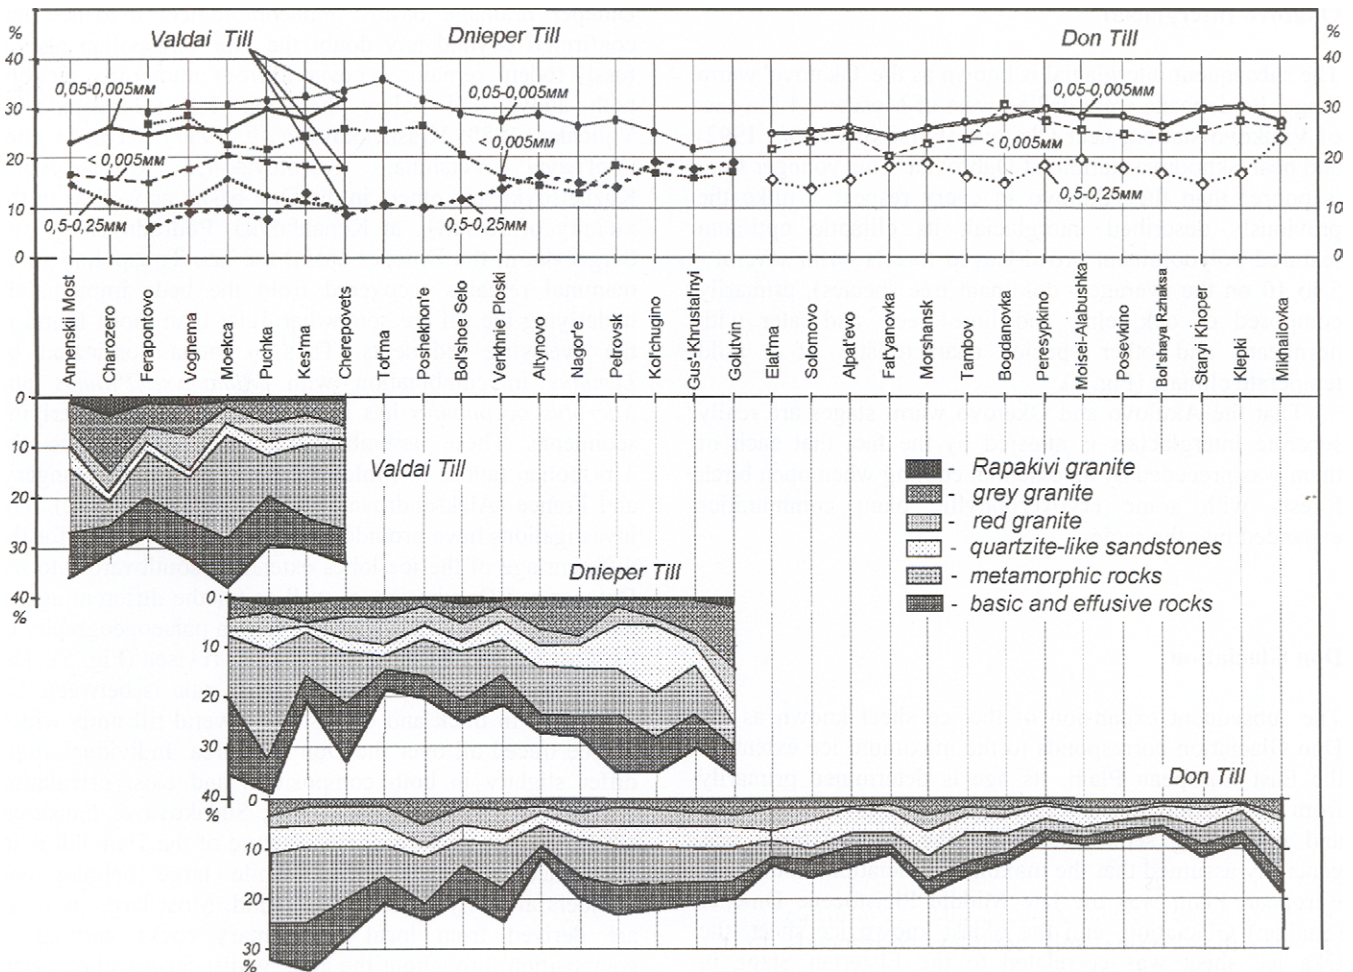 %
Valdai Till
Dnieper Till
Don Till
%
40
30
20
10
0
40
30
20
10
0
0,05-0,005мм
< 0,005мм
0,5-0,25мм
0,05-0,005мм
< 0,005мм
0,5-0,25мм
0,05-0,005мм
< 0,005мм
0,5-0,25мм
Annenskii Most
Charozero
Ferapontovo
Vognema
Moekca
Puchka
Kes'ma
Cherepovets
Tot'ma
Poshekhon'e
Bol'shoe Selo
Verkhnie Ploski
Altynovo
Nagor'e
Petrovsk
Kol'chugino
Gus'-Khrustal'nyi
Golutvin
Elat'ma
Solomovo
Alpat'evo
Fat'yanovka
Morshansk
Tambov
Bogdanovka
Peresypkino
Moisei-Alabushka
Posevkino
Bol'shaya Rzhaksa
Staryi Khoper
Klepki
Mikhailovka
0
10
20
30
40
%
Valdai Till
- Rapakivi granite
- grey granite
- red granite
- quartzite-like sandstones
- metamorphic rocks
- basic and effusive rocks
Dnieper Till
0
%
10
20
30
40
%
Don Till
0
%
10
20
30
%